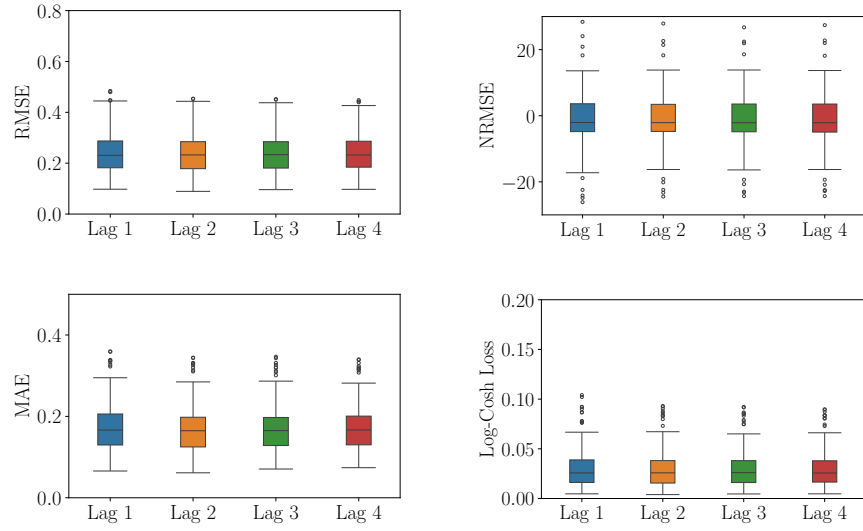 0.8
0.6
0.4
0.2
0.0
RMSE
Lag 1 Lag 2 Lag 3 Lag 4
20
0
−20
NRMSE
Lag 1 Lag 2 Lag 3 Lag 4
0.4
0.2
0.0
MAE
Lag 1 Lag 2 Lag 3 Lag 4
0.20
0.15
0.10
0.05
0.00
Log-Cosh Loss
Lag 1 Lag 2 Lag 3 Lag 4